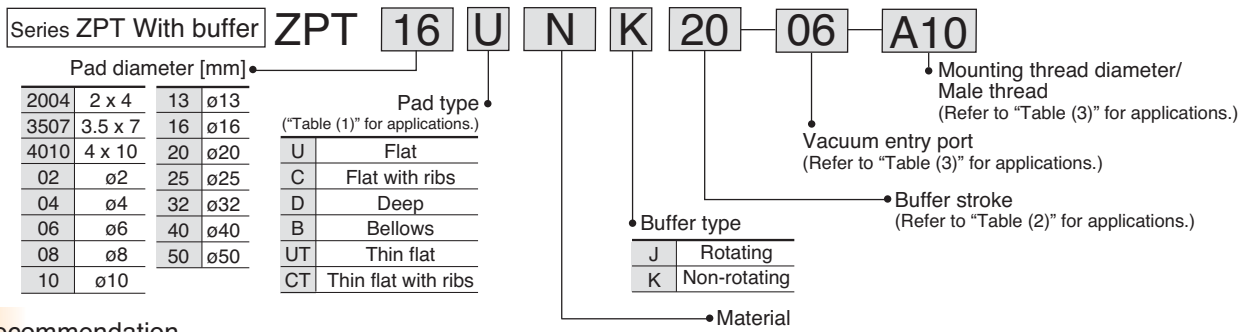 Series ZPT With buffer ZPT 16 U N K 20 06 A10
Pad diameter [mm]
2004 2 x 4 13 ø13
3507 3.5 x 7 16 ø16
4010 4 x 10 20 ø20
02 ø2 25 ø25
04 ø4 32 ø32
06 ø6 40 ø40
08 ø8 50 ø50
10 ø10
Pad type
("Table (1)" for applications.)
U Flat
C Flat with ribs
D Deep
B Bellows
UT Thin flat
CT Thin flat with ribs
Mounting thread diameter/
Male thread
(Refer to "Table (3)" for applications.)
Vacuum entry port
(Refer to "Table (3)" for applications.)
Buffer stroke
(Refer to "Table (2)" for applications.)
Buffer type
J Rotating
K Non-rotating
Material